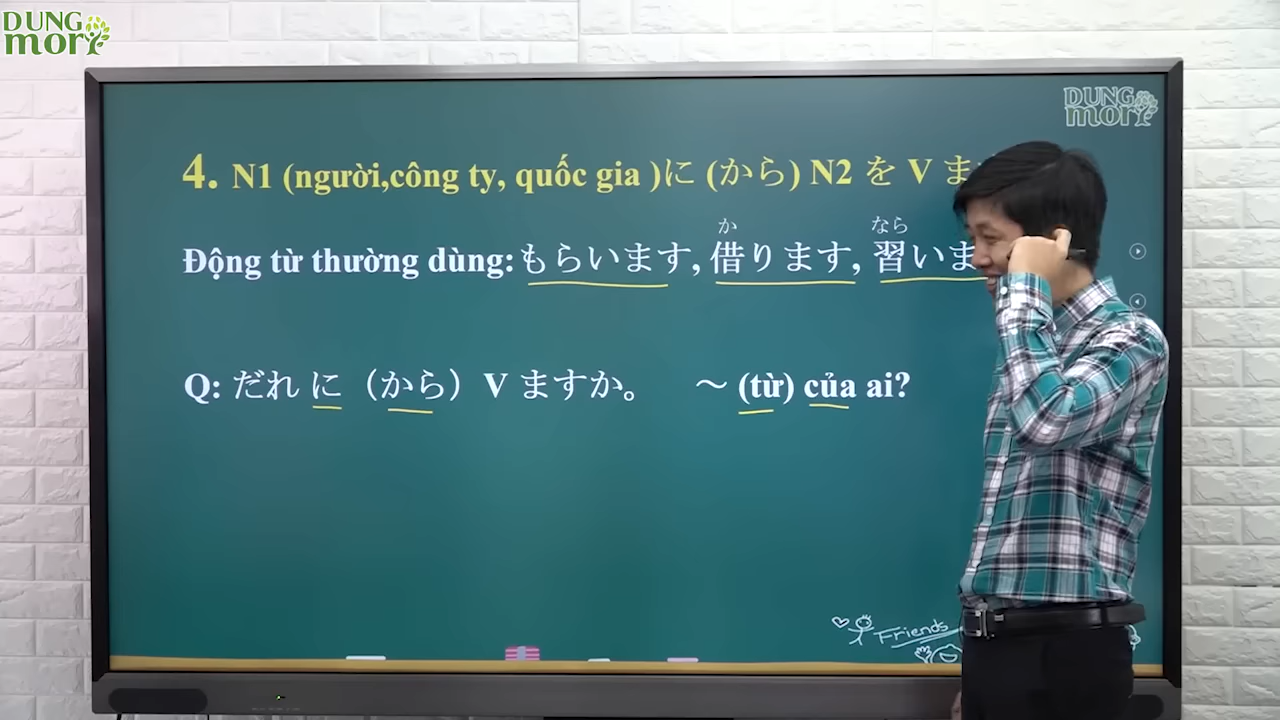 DUNG
mori
DUNG
mori
4. N1 (người,công ty, quốc gia )に (から) N2 を V ま
か なら
Động từ thường dùng:もらいます, 借ります, 習いま
Q: だれ に（から）V ますか。 ～ (từ) của ai?
Friends